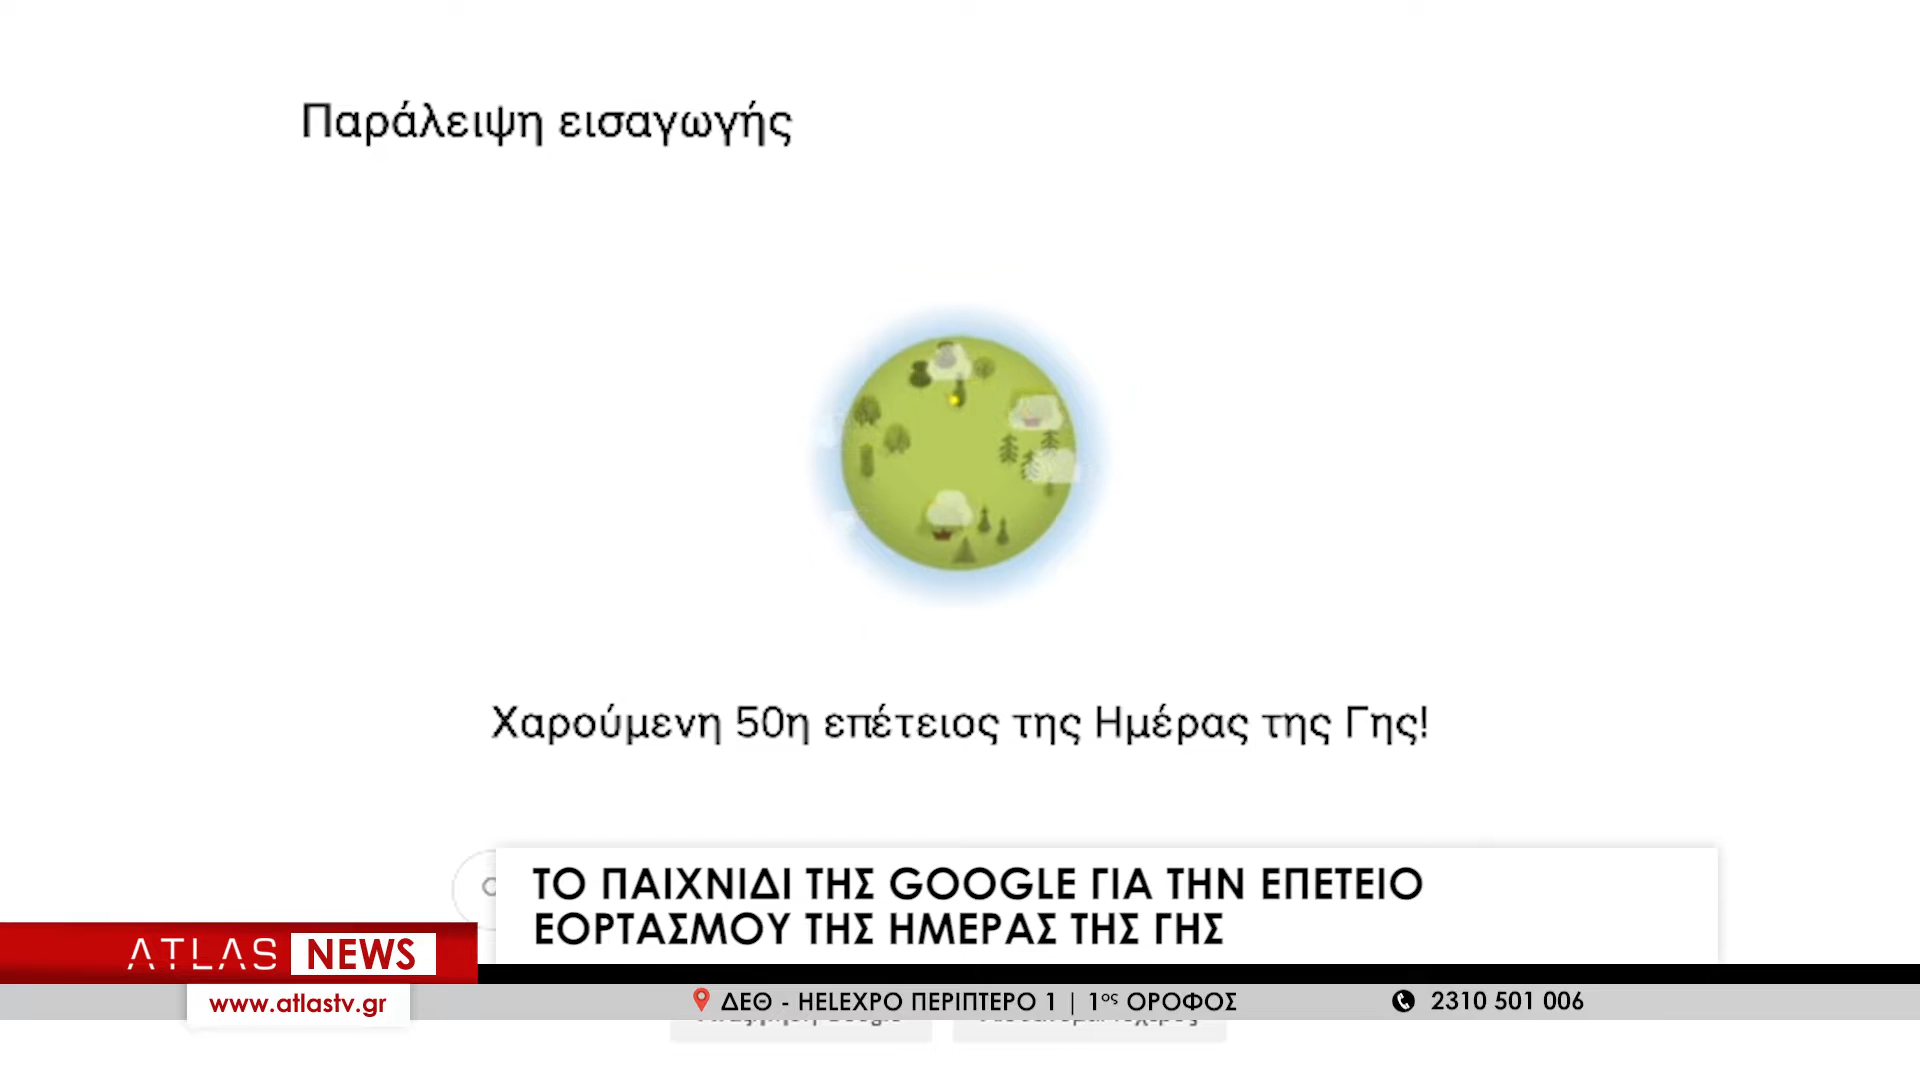 Παράλειψη εισαγωγής
Χαρούμενη 50η επέτειος της Ημέρας της Γης!
ΤΟ ΠΑΙΧΝΙΔΙ ΤΗΣ GOOGLE ΓΙΑ ΤΗΝ ΕΠΕΤΕΙΟ
ΕΟΡΤΑΣΜΟΥ ΤΗΣ ΗΜΕΡΑΣ ΤΗΣ ΓΗΣ
ATLAS NEWS
www.atlastv.gr
ΔΕΘ - HELEXPO ΠΕΡΙΠΤΕΡΟ 1 | 1ος ΟΡΟΦΟΣ
2310 501 006